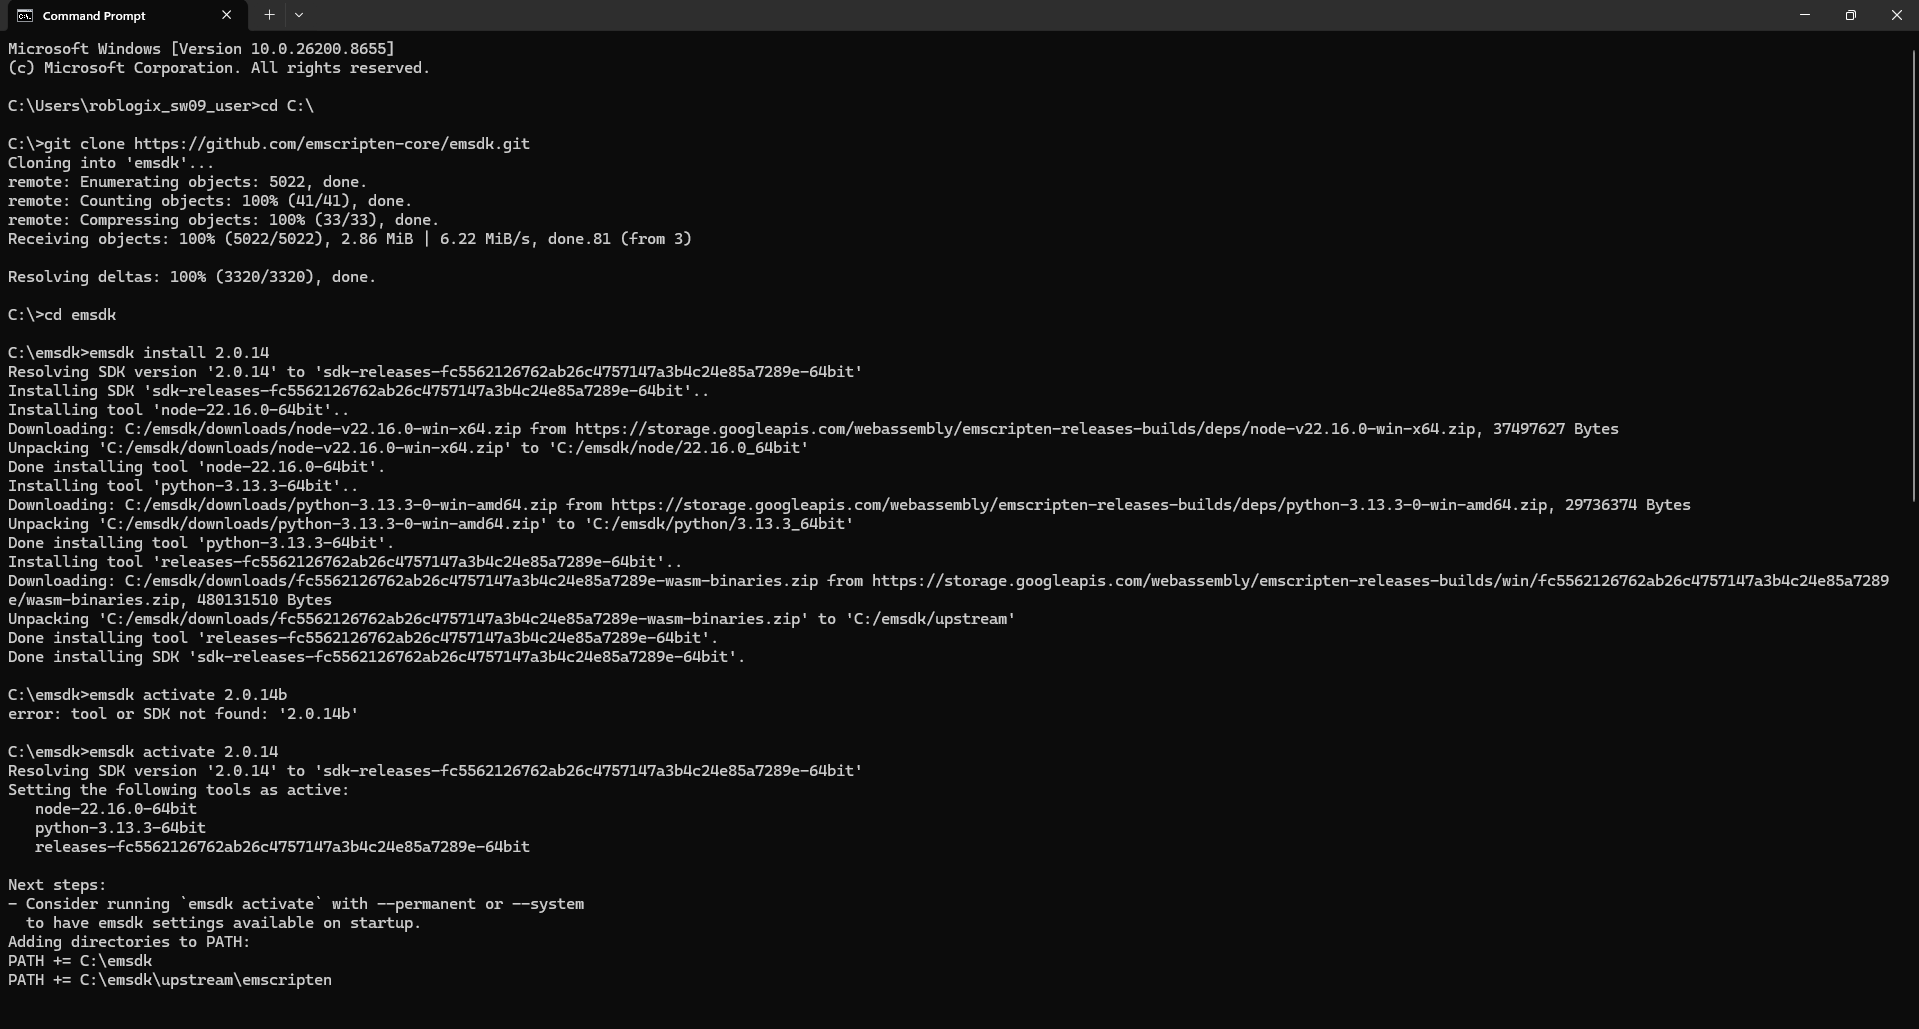 Command Prompt
Microsoft Windows [Version 10.0.26200.8655]
(c) Microsoft Corporation. All rights reserved.
C:\Users\roblogix_sw09_user>cd C:\
C:\>git clone https://github.com/emscripten-core/emsdk.git
Cloning into 'emsdk'...
remote: Enumerating objects: 5022, done.
remote: Counting objects: 100% (41/41), done.
remote: Compressing objects: 100% (33/33), done.
Receiving objects: 100% (5022/5022), 2.86 MiB | 6.22 MiB/s, done.81 (from 3)
Resolving deltas: 100% (3320/3320), done.
C:\>cd emsdk
C:\emsdk>emsdk install 2.0.14
Resolving SDK version '2.0.14' to 'sdk-releases-fc5562126762ab26c4757147a3b4c24e85a7289e-64bit'
Installing SDK 'sdk-releases-fc5562126762ab26c4757147a3b4c24e85a7289e-64bit'..
Installing tool 'node-22.16.0-64bit'..
Downloading: C:/emsdk/downloads/node-v22.16.0-win-x64.zip from https://storage.googleapis.com/webassembly/emscripten-releases-builds/deps/node-v22.16.0-win-x64.zip, 37497627 Bytes
Unpacking 'C:/emsdk/downloads/node-v22.16.0-win-x64.zip' to 'C:/emsdk/node/22.16.0_64bit'
Done installing tool 'node-22.16.0-64bit'.
Installing tool 'python-3.13.3-64bit'..
Downloading: C:/emsdk/downloads/python-3.13.3-0-win-amd64.zip from https://storage.googleapis.com/webassembly/emscripten-releases-builds/deps/python-3.13.3-0-win-amd64.zip, 29736374 Bytes
Unpacking 'C:/emsdk/downloads/python-3.13.3-0-win-amd64.zip' to 'C:/emsdk/python/3.13.3_64bit'
Done installing tool 'python-3.13.3-64bit'.
Installing tool 'releases-fc5562126762ab26c4757147a3b4c24e85a7289e-64bit'..
Downloading: C:/emsdk/downloads/fc5562126762ab26c4757147a3b4c24e85a7289e-wasm-binaries.zip from https://storage.googleapis.com/webassembly/emscripten-releases-builds/win/fc5562126762ab26c4757147a3b4c24e85a7289
e/wasm-binaries.zip, 480131510 Bytes
Unpacking 'C:/emsdk/downloads/fc5562126762ab26c4757147a3b4c24e85a7289e-wasm-binaries.zip' to 'C:/emsdk/upstream'
Done installing tool 'releases-fc5562126762ab26c4757147a3b4c24e85a7289e-64bit'.
Done installing SDK 'sdk-releases-fc5562126762ab26c4757147a3b4c24e85a7289e-64bit'.
C:\emsdk>emsdk activate 2.0.14b
error: tool or SDK not found: '2.0.14b'
C:\emsdk>emsdk activate 2.0.14
Resolving SDK version '2.0.14' to 'sdk-releases-fc5562126762ab26c4757147a3b4c24e85a7289e-64bit'
Setting the following tools as active:
node-22.16.0-64bit
python-3.13.3-64bit
releases-fc5562126762ab26c4757147a3b4c24e85a7289e-64bit
Next steps:
- Consider running `emsdk activate` with --permanent or --system
to have emsdk settings available on startup.
Adding directories to PATH:
PATH += C:\emsdk
PATH += C:\emsdk\upstream\emscripten